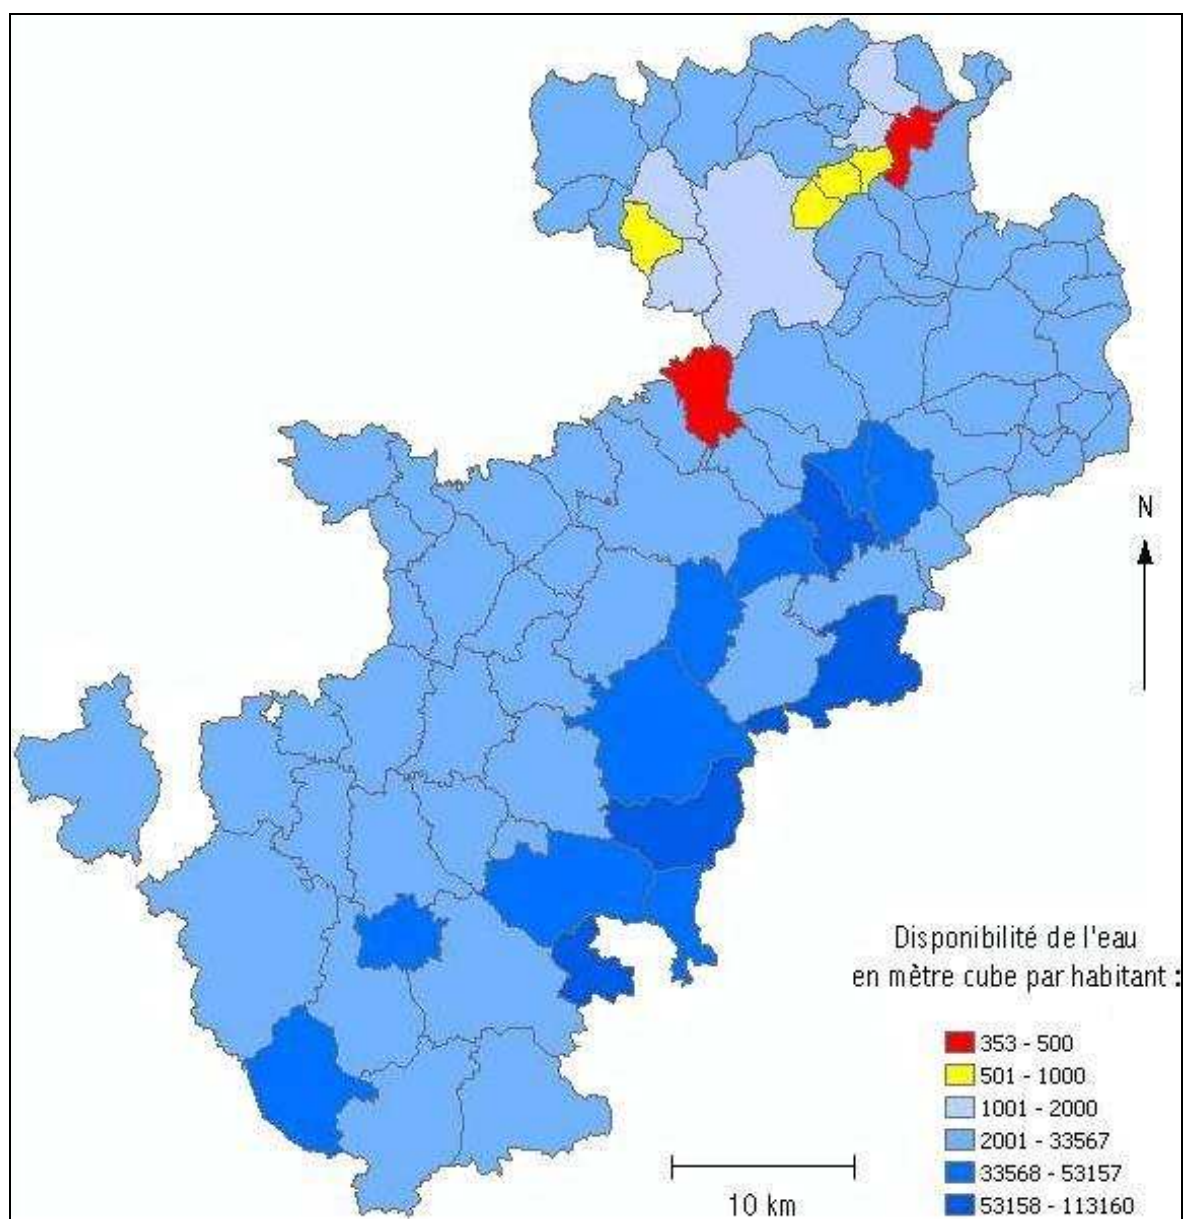 N
Disponibilité de l'eau
en mètre cube par habitant :
353 - 500
501 - 1000
1001 - 2000
2001 - 33567
33568 - 53157
53158 - 113160
10 km